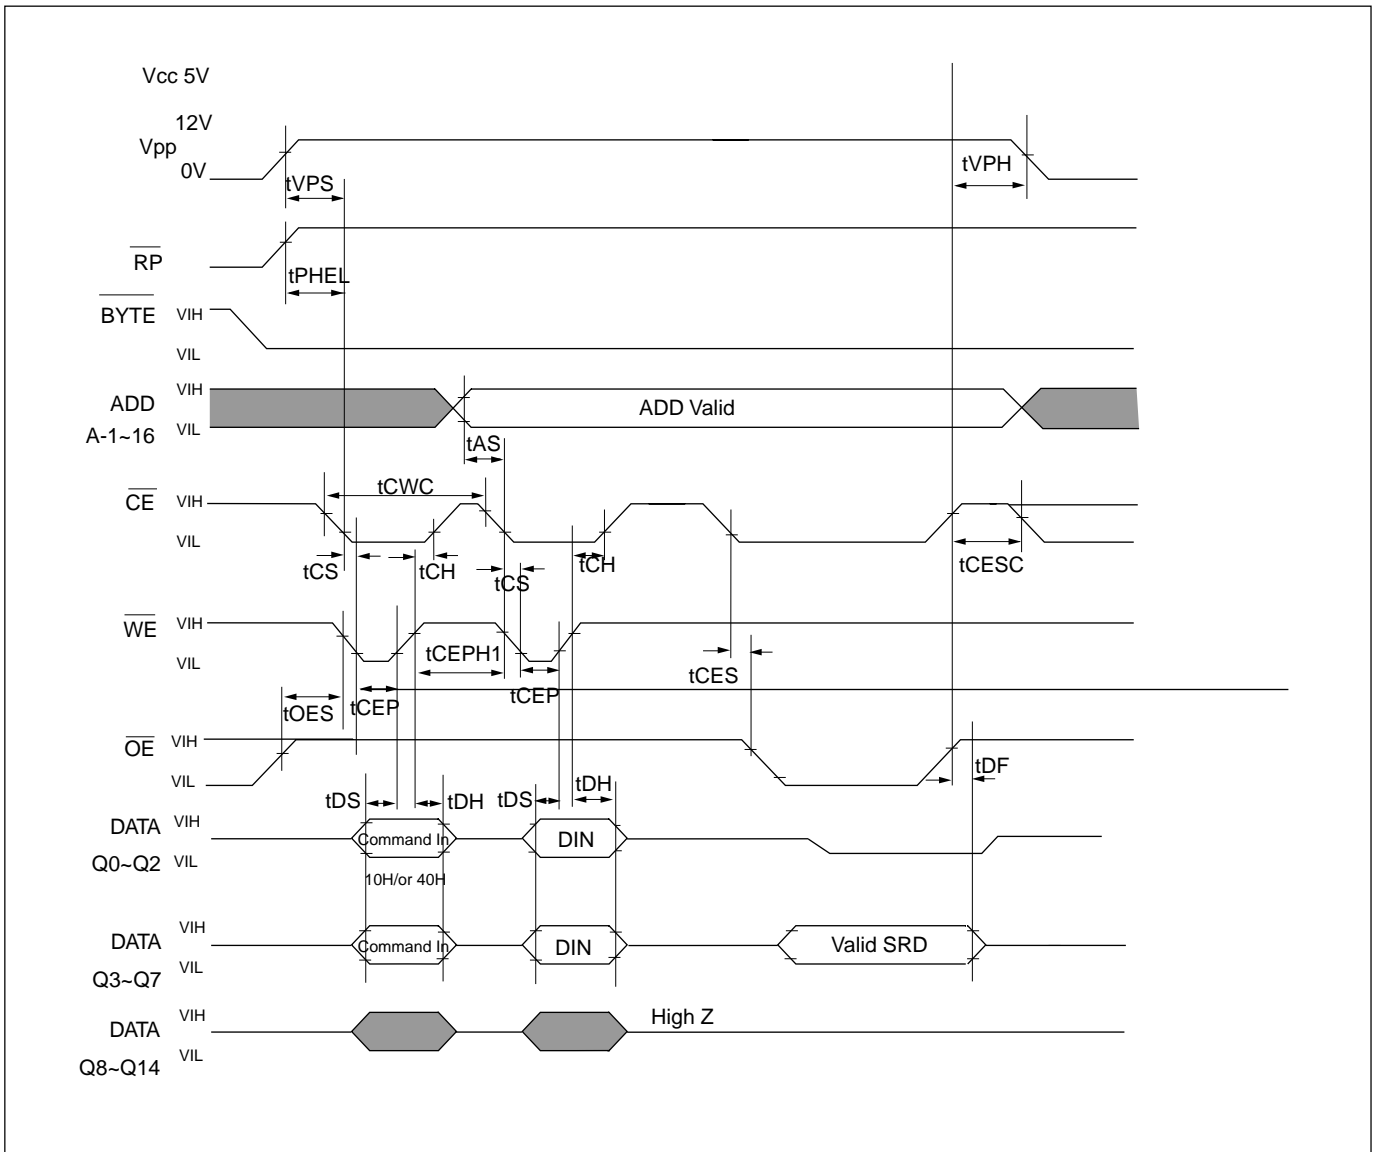 Vcc 5V
12V
Vpp
0V
tVPS
tVPH
RP
tPHEL
BYTE VIH
VIL
ADD VIH
ADD Valid
A-1~16 VIL
tAS
tCWC
CE VIH
VIL
tCS
tCH
tCS
tCH
tCESC
WE VIH
VIL
tCEPH1
tCES
tCEP
tCEP
tOES
OE VIH
VIL
tDF
tDS
tDH
tDS
tDH
DATA VIH
Command In
DIN
Q0~Q2 VIL
10H/or 40H
DATA VIH
Command In
DIN
Valid SRD
Q3~Q7 VIL
DATA VIH
High Z
Q8~Q14 VIL